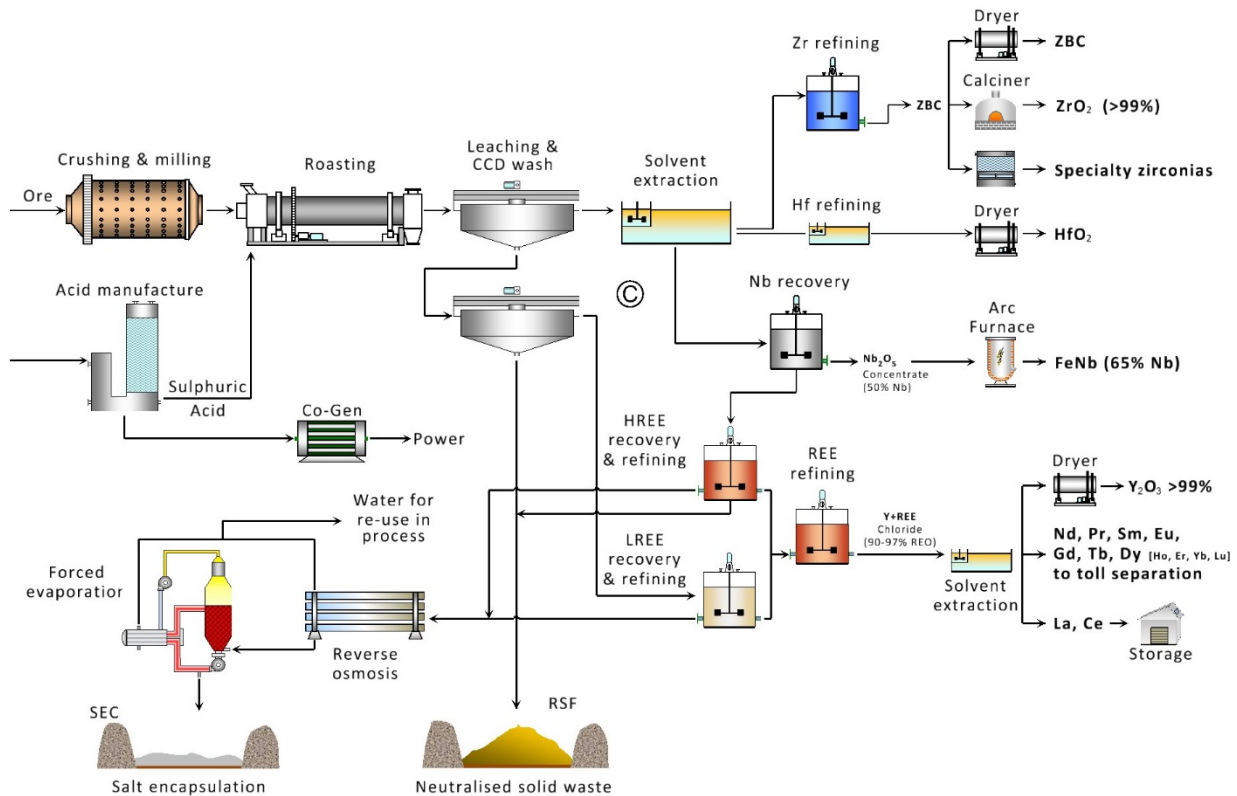 Dryer
ZBC
Zr refining
Calciner
ZBC
ZrO₂ (>99%)
Specialty zirconias
Leaching &
CCD wash
Crushing & milling
Roasting
Solvent
extraction
Ore
Hf refining
Dryer
HfO₂
Acid manufacture
©
Nb recovery
Arc
Furnace
Nb₂O₅
Concentrate
(50% Nb)
FeNb (65% Nb)
Sulphuric
Acid
Co-Gen
Power
HREE
recovery
& refining
REE
refining
Dryer
Y₂O₃ >99%
Water for
re-use in
process
Y+REE
Chloride
(90-97% REO)
Nd, Pr, Sm, Eu,
Gd, Tb, Dy [Ho, Er, Yb, Lu]
to toll separation
LREE
recovery
& refining
Forced
evaporatior
Solvent
extraction
La, Ce
Storage
Reverse
osmosis
SEC
RSF
Salt encapsulation
Neutralised solid waste